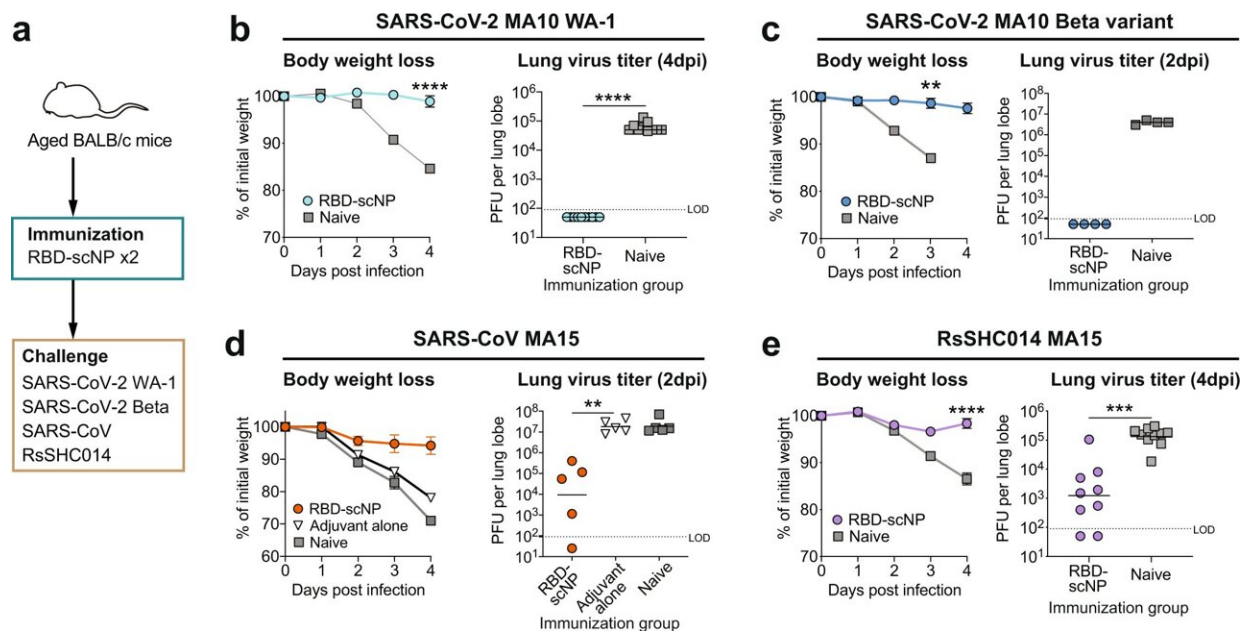 a
Aged BALB/c mice
Immunization
RBD-scNP x2
Challenge
SARS-CoV-2 WA-1
SARS-CoV-2 Beta
SARS-CoV
RsSHC014
b
SARS-CoV-2 MA10 WA-1
Body weight loss
% of initial weight
100
90
80
70
****
RBD-scNP
Naive
0 1 2 3 4
Days post infection
Lung virus titer (4dpi)
PFU per lung lobe
10^6
10^5
10^4
10^3
10^2
10^1
****
LOD
RBD-
scNP
Naive
Immunization group
c
SARS-CoV-2 MA10 Beta variant
Body weight loss
% of initial weight
100
90
80
70
**
RBD-scNP
Naive
0 1 2 3 4
Days post infection
Lung virus titer (2dpi)
PFU per lung lobe
10^8
10^7
10^6
10^5
10^4
10^3
10^2
10^1
LOD
RBD-
scNP
Naive
Immunization group
d
SARS-CoV MA15
Body weight loss
% of initial weight
100
90
80
70
60
RBD-scNP
Adjuvant alone
Naive
0 1 2 3 4
Days post infection
Lung virus titer (2dpi)
PFU per lung lobe
10^8
10^7
10^6
10^5
10^4
10^3
10^2
10^1
**
LOD
RBD-
scNP
Adjuvant
alone
Naive
Immunization group
e
RsSHC014 MA15
Body weight loss
% of initial weight
100
90
80
70
****
RBD-scNP
Naive
0 1 2 3 4
Days post infection
Lung virus titer (4dpi)
PFU per lung lobe
10^6
10^5
10^4
10^3
10^2
10^1
***
LOD
RBD-
scNP
Naive
Immunization group